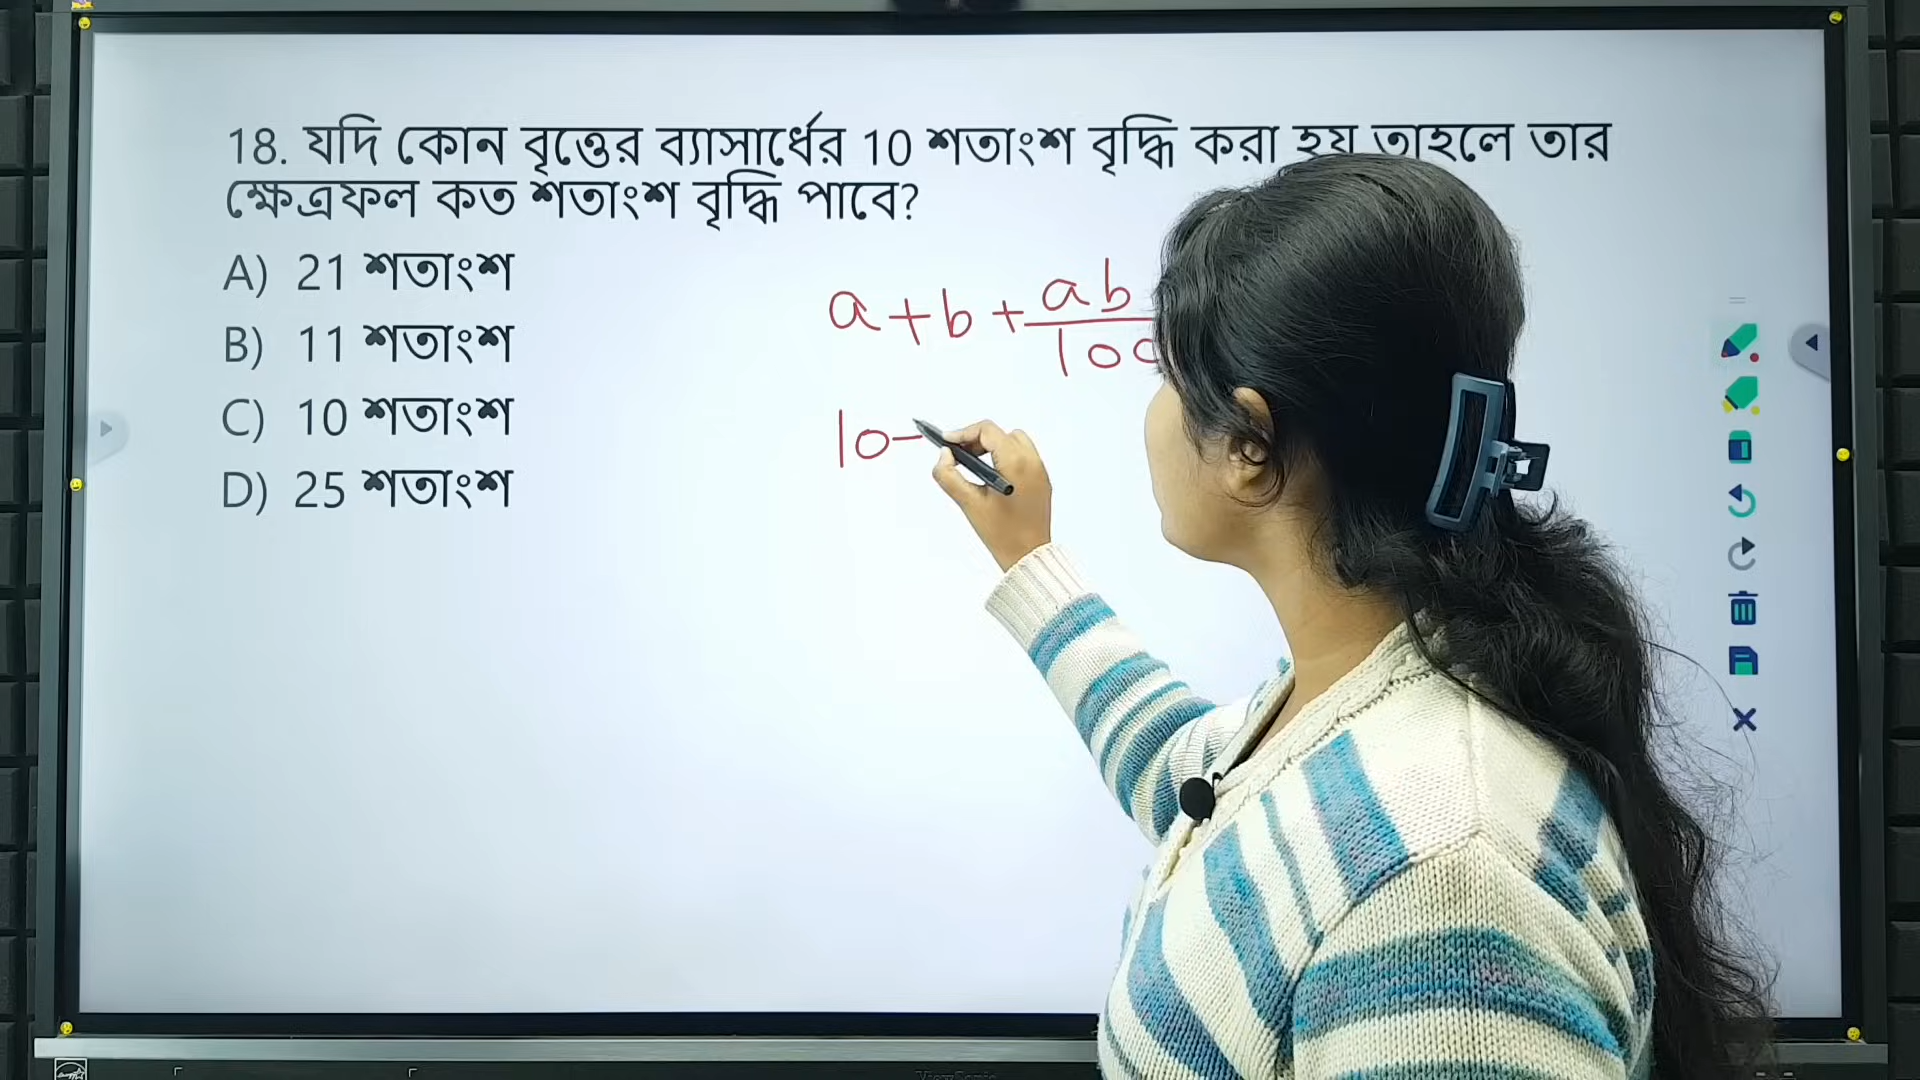 18. যদি কোন বৃত্তের ব্যাসার্ধের 10 শতাংশ বৃদ্ধি করা হয় তাহলে তার
ক্ষেত্রফল কত শতাংশ বৃদ্ধি পাবে?
A) 21 শতাংশ
B) 11 শতাংশ
C) 10 শতাংশ
D) 25 শতাংশ
a+b+ab
100
10-
ViewSonic